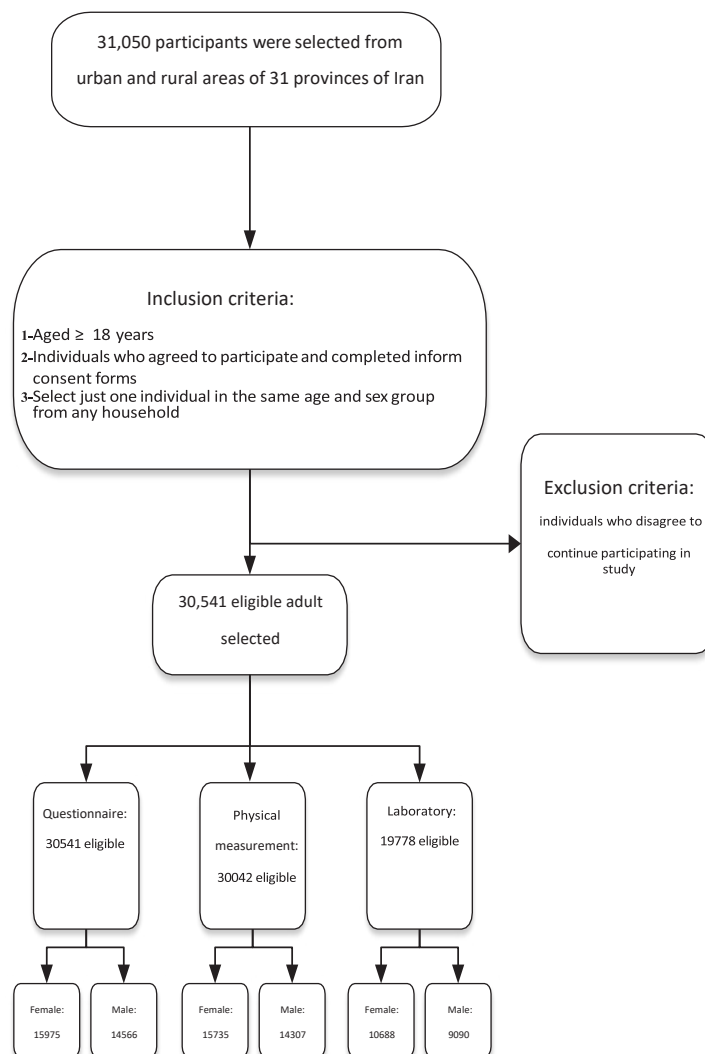 31,050 participants were selected from
urban and rural areas of 31 provinces of Iran
Inclusion criteria:
1-Aged ≥ 18 years
2-Individuals who agreed to participate and completed inform
consent forms
3-Select just one individual in the same age and sex group
from any household
Exclusion criteria:
individuals who disagree to
continue participating in
study
30,541 eligible adult
selected
Questionnaire:
30541 eligible
Physical
measurement:
30042 eligible
Laboratory:
19778 eligible
Female:
15975
Male:
14566
Female:
15735
Male:
14307
Female:
10688
Male:
9090